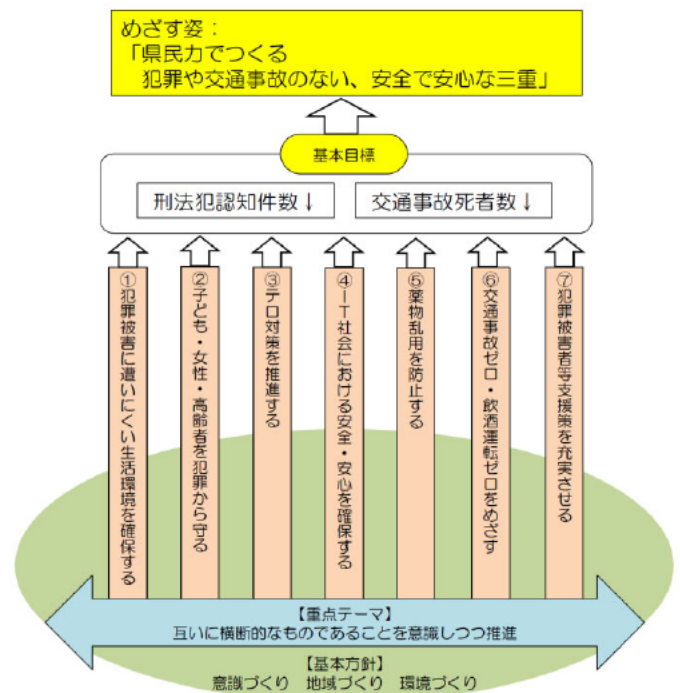 めざす姿：
「県民力でつくる
犯罪や交通事故のない、安全で安心な三重」
基本目標
刑法犯認知件数↓
交通事故死者数↓
①犯罪被害に遭いにくい生活環境を確保する
②子ども・女性・高齢者を犯罪から守る
③テロ対策を推進する
④IT社会における安全・安心を確保する
⑤薬物乱用を防止する
⑥交通事故ゼロ・飲酒運転ゼロをめざす
⑦犯罪被害者等支援策を充実させる
【重点テーマ】
互いに横断的なものであることを意識しつつ推進
【基本方針】
意識づくり　地域づくり　環境づくり